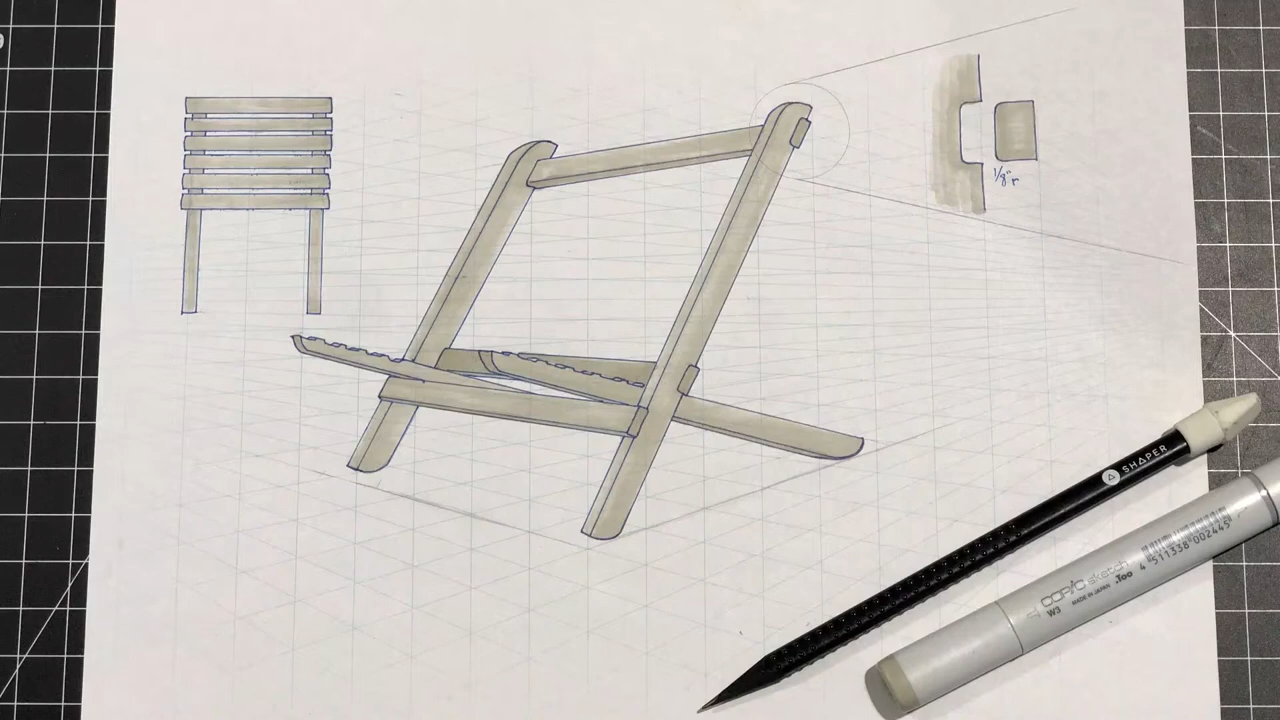 1/8" r
SHAPER
COPIC sketch
W3 MADE IN JAPAN .Too
4 511338 002445